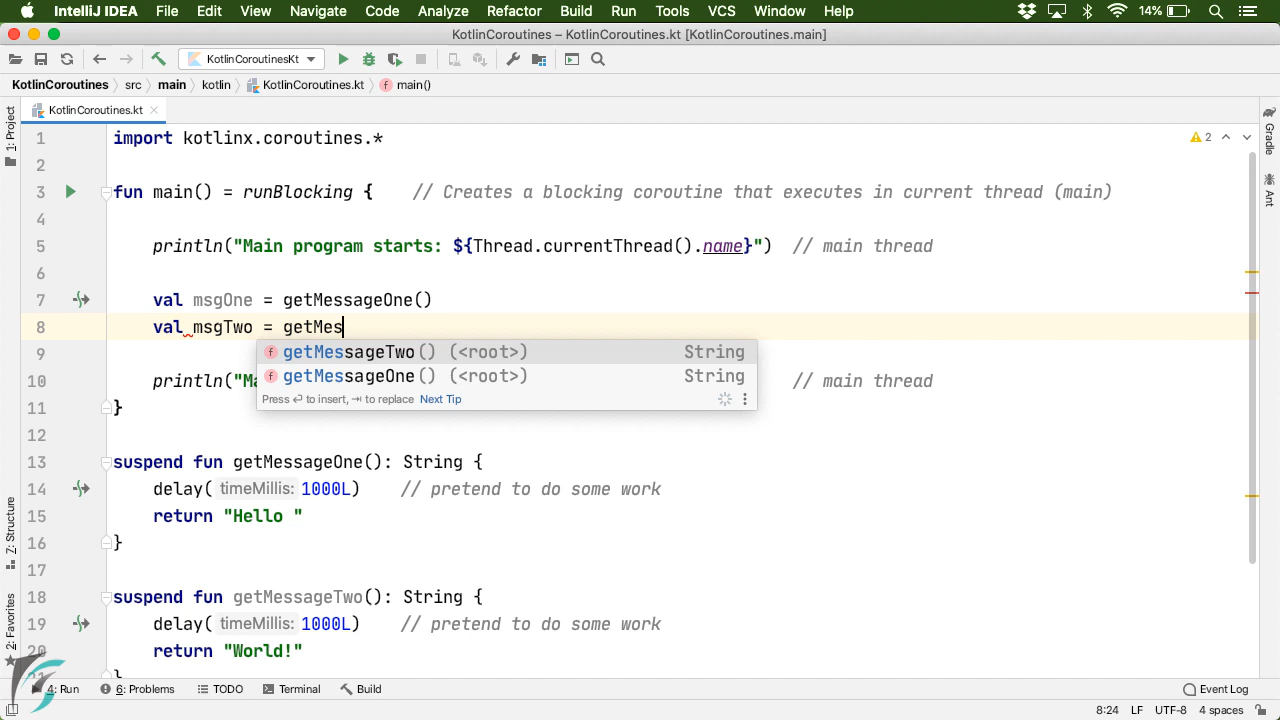 IntelliJ IDEA File Edit View Navigate Code Analyze Refactor Build Run Tools VCS Window Help 14%
KotlinCoroutines – KotlinCoroutines.kt [KotlinCoroutines.main]
KotlinCoroutinesKt
KotlinCoroutines src main kotlin KotlinCoroutines.kt main()
KotlinCoroutines.kt
1: Project
Gradle
Ant
2
1 import kotlinx.coroutines.*
2
3 fun main() = runBlocking { // Creates a blocking coroutine that executes in current thread (main)
4
5 println("Main program starts: ${Thread.currentThread().name}") // main thread
6
7 val msgOne = getMessageOne()
8 val msgTwo = getMes
getMessageTwo() (<root>) String
9
getMessageOne() (<root>) String
10 println("Ma // main thread
Press ⏎ to insert, ⇥ to replace Next Tip
11 }
12
13 suspend fun getMessageOne(): String {
14 delay( timeMillis: 1000L) // pretend to do some work
15 return "Hello "
16 }
17
18 suspend fun getMessageTwo(): String {
19 delay( timeMillis: 1000L) // pretend to do some work
20 return "World!"
}
7: Structure
2: Favorites
4: Run 6: Problems TODO Terminal Build Event Log
8:24 LF UTF-8 4 spaces